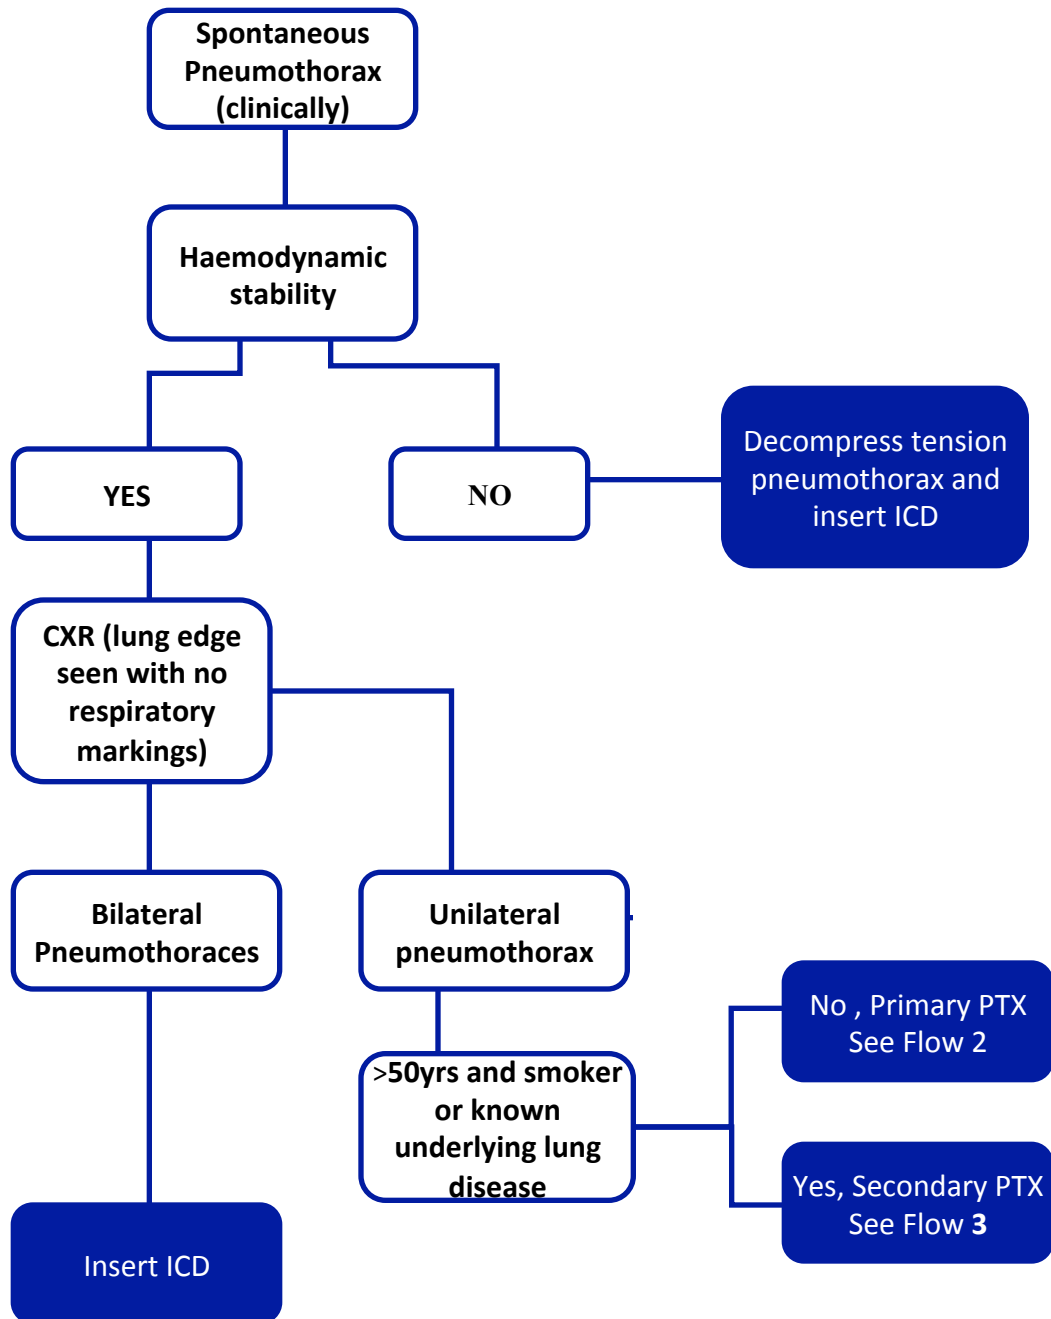 Spontaneous
Pneumothorax
(clinically)
Haemodynamic
stability
YES
NO
Decompress tension
pneumothorax and
insert ICD
CXR (lung edge
seen with no
respiratory
markings)
Bilateral
Pneumothoraces
Unilateral
pneumothorax
>50yrs and smoker
or known
underlying lung
disease
No , Primary PTX
See Flow 2
Yes, Secondary PTX
See Flow 3
Insert ICD